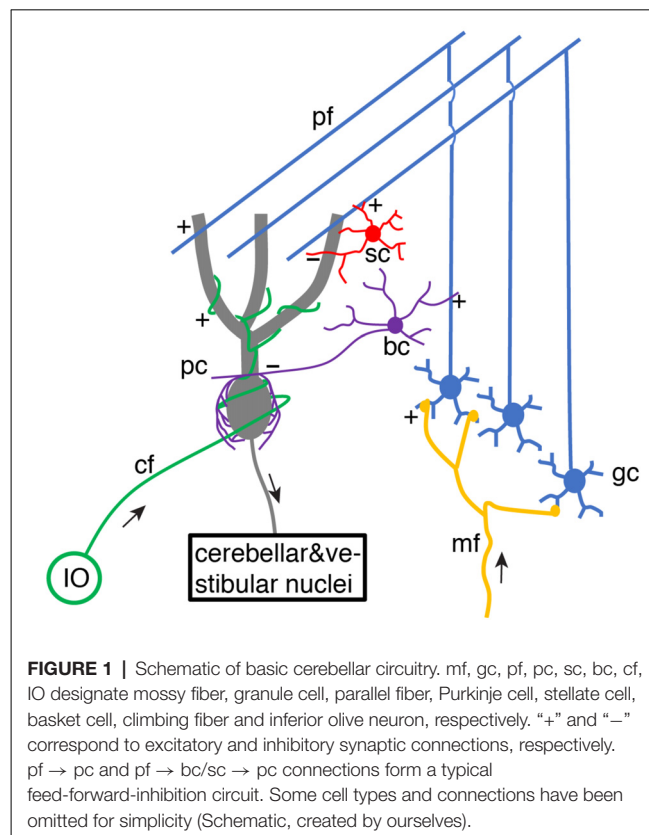 pf
+
+
sc
−
+
+
bc
pc
−
+
cf
gc
IO
cerebellar&ve-
stibular nuclei
mf
FIGURE 1 | Schematic of basic cerebellar circuitry. mf, gc, pf, pc, sc, bc, cf,
IO designate mossy fiber, granule cell, parallel fiber, Purkinje cell, stellate cell,
basket cell, climbing fiber and inferior olive neuron, respectively. “+” and “−”
correspond to excitatory and inhibitory synaptic connections, respectively.
pf → pc and pf → bc/sc → pc connections form a typical
feed-forward-inhibition circuit. Some cell types and connections have been
omitted for simplicity (Schematic, created by ourselves).